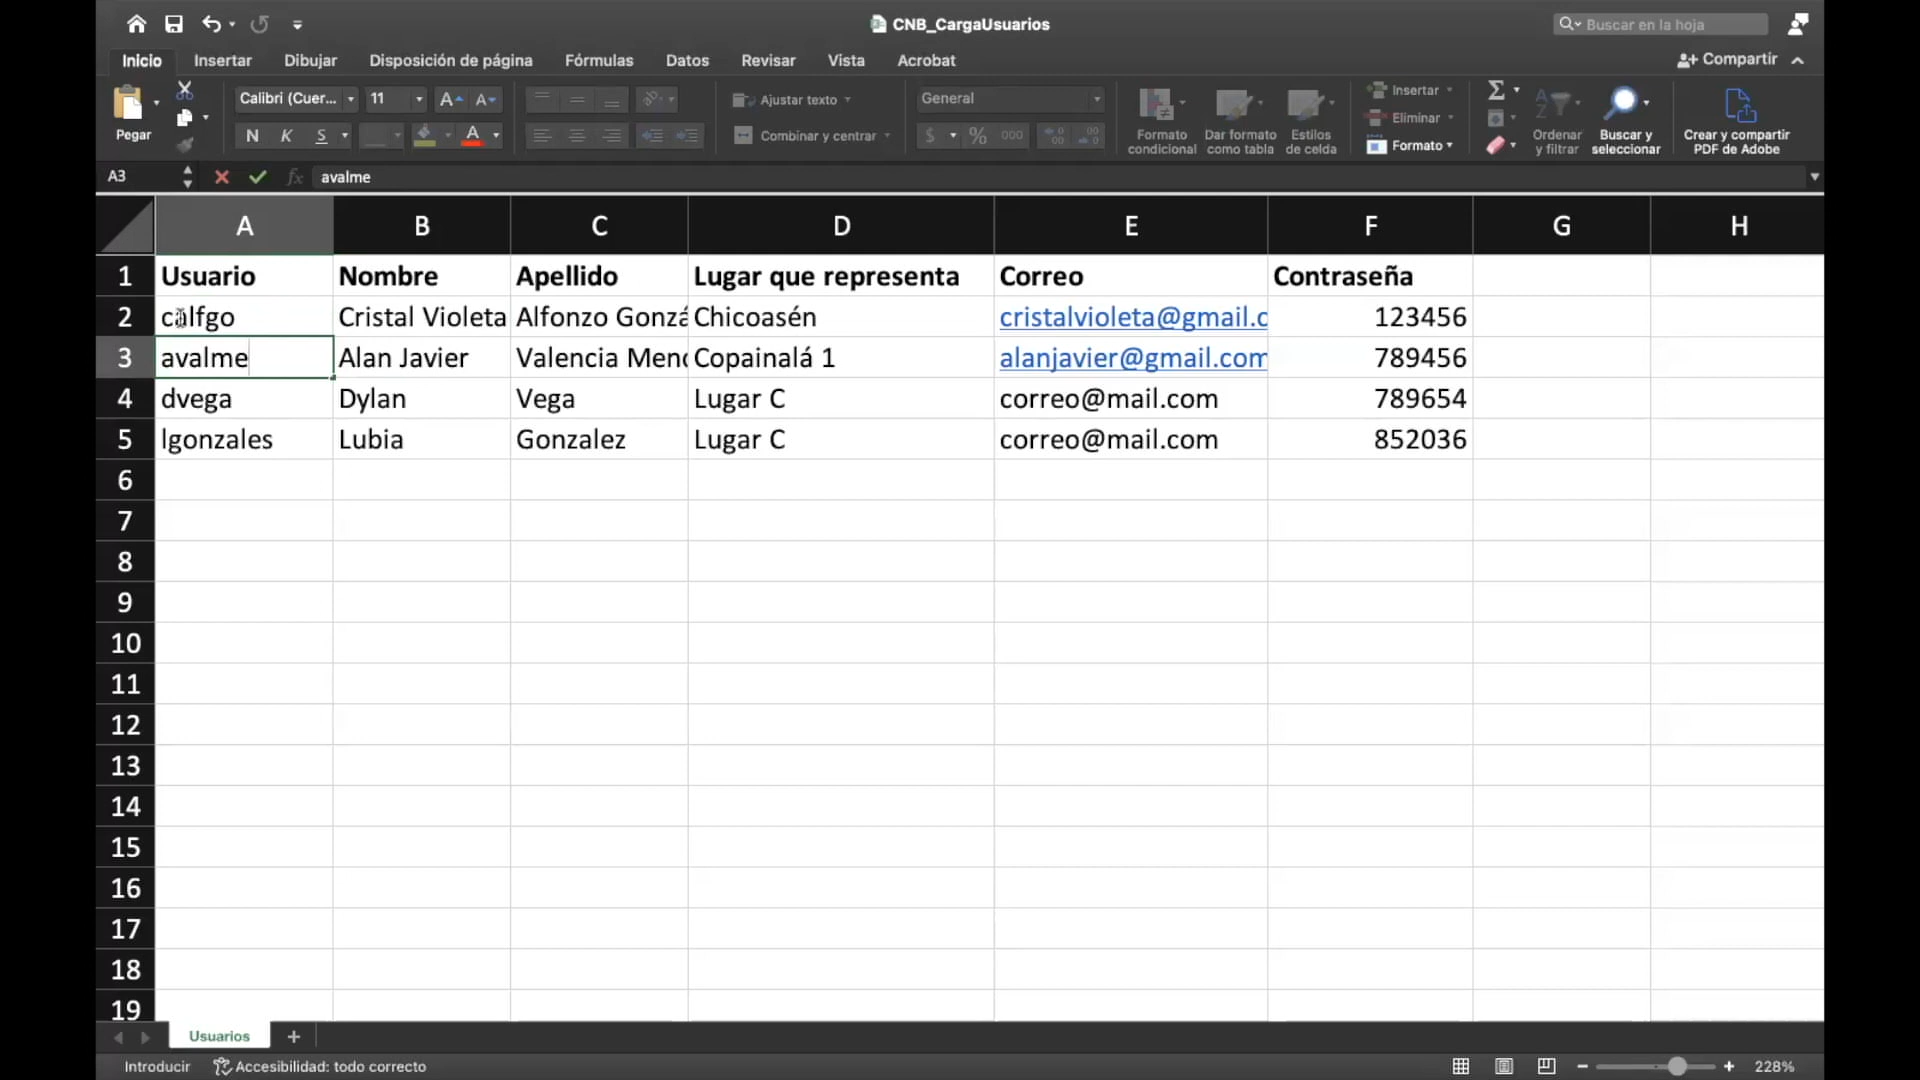 CNB_CargaUsuarios
Buscar en la hoja
Inicio Insertar Dibujar Disposición de página Fórmulas Datos Revisar Vista Acrobat Compartir
Pegar
Calibri (Cuer... 11
N K S
Ajustar texto
Combinar y centrar
General
$ % 000
Formato condicional
Dar formato como tabla
Estilos de celda
Insertar
Eliminar
Formato
Ordenar y filtrar
Buscar y seleccionar
Crear y compartir PDF de Adobe
A3 fx avalme
A B C D E F G H
1 Usuario Nombre Apellido Lugar que representa Correo Contraseña
2 calfgo Cristal Violeta Alfonzo Gonzá Chicoasén cristalvioleta@gmail.c 123456
3 avalme Alan Javier Valencia Menc Copainalá 1 alanjavier@gmail.com 789456
4 dvega Dylan Vega Lugar C correo@mail.com 789654
5 lgonzales Lubia Gonzalez Lugar C correo@mail.com 852036
6
7
8
9
10
11
12
13
14
15
16
17
18
19
Usuarios
Introducir Accesibilidad: todo correcto 228%